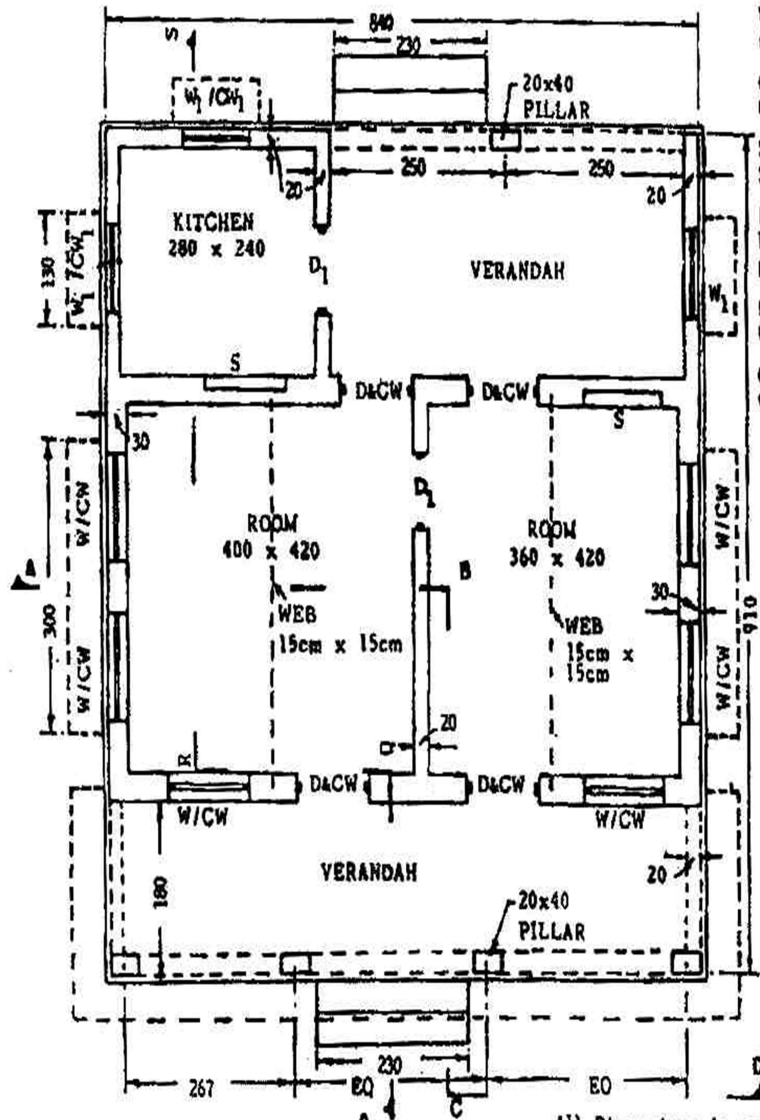 840
S
230
W1/CW1
20x40
PILLAR
20
250
250
20
KITCHEN
280 x 240
130
W1/CW1
D1
VERANDAH
W1
S
D&CW
D&CW
S
30
W/CW
D1
W/CW
ROOM
400 x 420
ROOM
360 x 420
B
300
WEB
15cm x 15cm
30
WEB
15cm x
15cm
910
W/CW
W/CW
20
R
D&CW
D&CW
W/CW
W/CW
VERANDAH
20
180
20x40
PILLAR
230
267
EQ
EQ
A
C
D